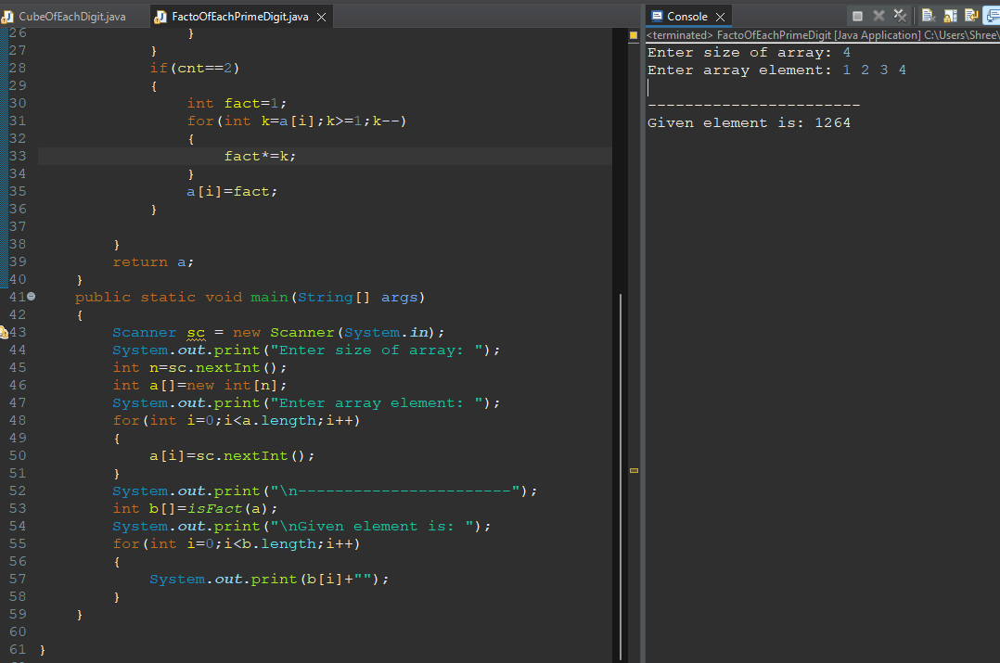 CubeOfEachDigit.java
FactoOfEachPrimeDigit.java
26 }
27 }
28 if(cnt==2)
29 {
30 int fact=1;
31 for(int k=a[i];k>=1;k--)
32 {
33 fact*=k;
34 }
35 a[i]=fact;
36 }
37
38 }
39 return a;
40 }
41 public static void main(String[] args)
42 {
43 Scanner sc = new Scanner(System.in);
44 System.out.print("Enter size of array: ");
45 int n=sc.nextInt();
46 int a[]=new int[n];
47 System.out.print("Enter array element: ");
48 for(int i=0;i<a.length;i++)
49 {
50 a[i]=sc.nextInt();
51 }
52 System.out.print("\n-----------------------");
53 int b[]=isFact(a);
54 System.out.print("\nGiven element is: ");
55 for(int i=0;i<b.length;i++)
56 {
57 System.out.print(b[i]+"");
58 }
59 }
60
61 }
Console
<terminated> FactoOfEachPrimeDigit [Java Application] C:\Users\Shree\
Enter size of array: 4
Enter array element: 1 2 3 4
-----------------------
Given element is: 1264